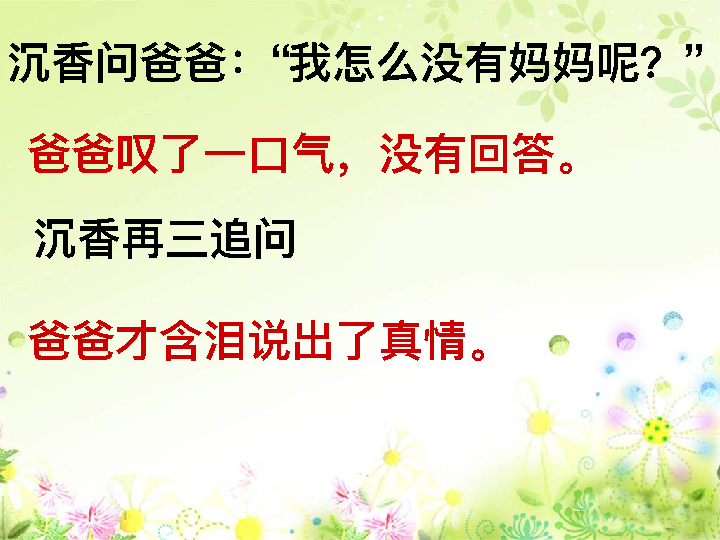 沉香问爸爸：“我怎么没有妈妈呢？”
爸爸叹了一口气，没有回答。
沉香再三追问
爸爸才含泪说出了真情。